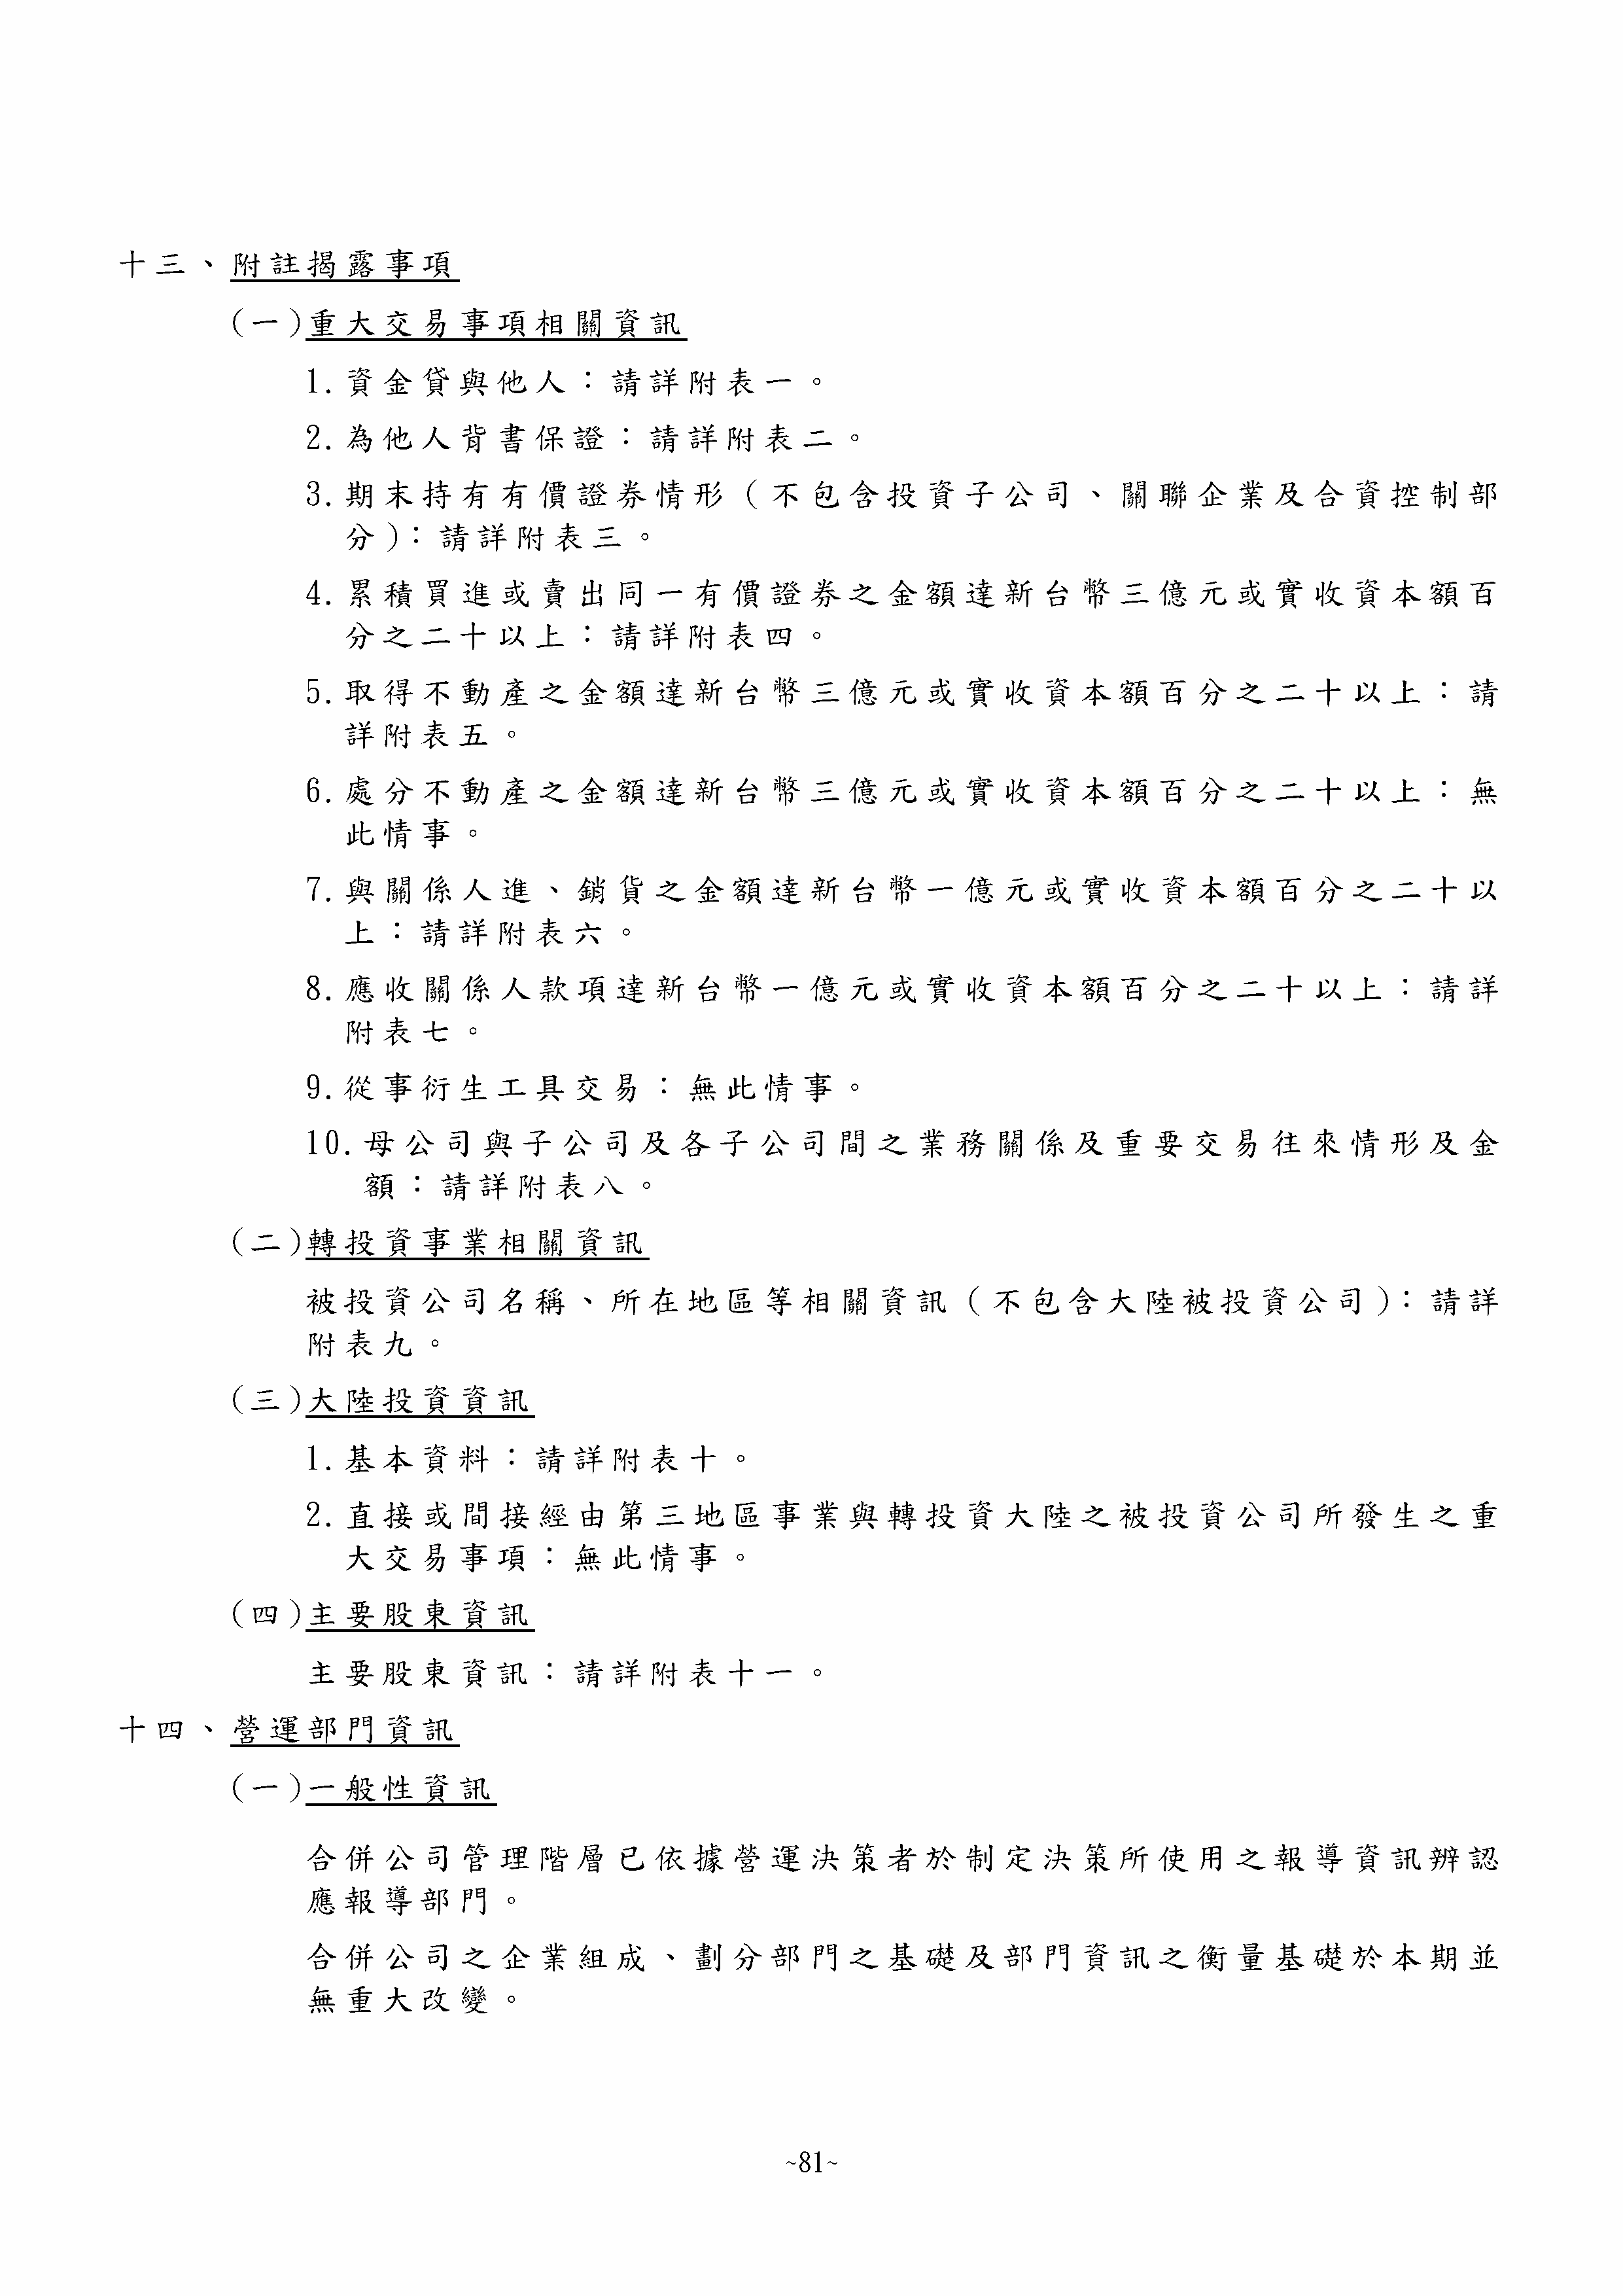 十三、附註揭露事項
(一)重大交易事項相關資訊
1.資金貸與他人：請詳附表一。
2.為他人背書保證：請詳附表二。
3.期末持有有價證券情形（不包含投資子公司、關聯企業及合資控制部
分）：請詳附表三。
4.累積買進或賣出同一有價證券之金額達新台幣三億元或實收資本額百
分之二十以上：請詳附表四。
5.取得不動產之金額達新台幣三億元或實收資本額百分之二十以上：請
詳附表五。
6.處分不動產之金額達新台幣三億元或實收資本額百分之二十以上：無
此情事。
7.與關係人進、銷貨之金額達新台幣一億元或實收資本額百分之二十以
上：請詳附表六。
8.應收關係人款項達新台幣一億元或實收資本額百分之二十以上：請詳
附表七。
9.從事衍生工具交易：無此情事。
10.母公司與子公司及各子公司間之業務關係及重要交易往來情形及金
額：請詳附表八。
(二)轉投資事業相關資訊
被投資公司名稱、所在地區等相關資訊（不包含大陸被投資公司）：請詳
附表九。
(三)大陸投資資訊
1.基本資料：請詳附表十。
2.直接或間接經由第三地區事業與轉投資大陸之被投資公司所發生之重
大交易事項：無此情事。
(四)主要股東資訊
主要股東資訊：請詳附表十一。
十四、營運部門資訊
(一)一般性資訊
合併公司管理階層已依據營運決策者於制定決策所使用之報導資訊辨認
應報導部門。
合併公司之企業組成、劃分部門之基礎及部門資訊之衡量基礎於本期並
無重大改變。
~81~